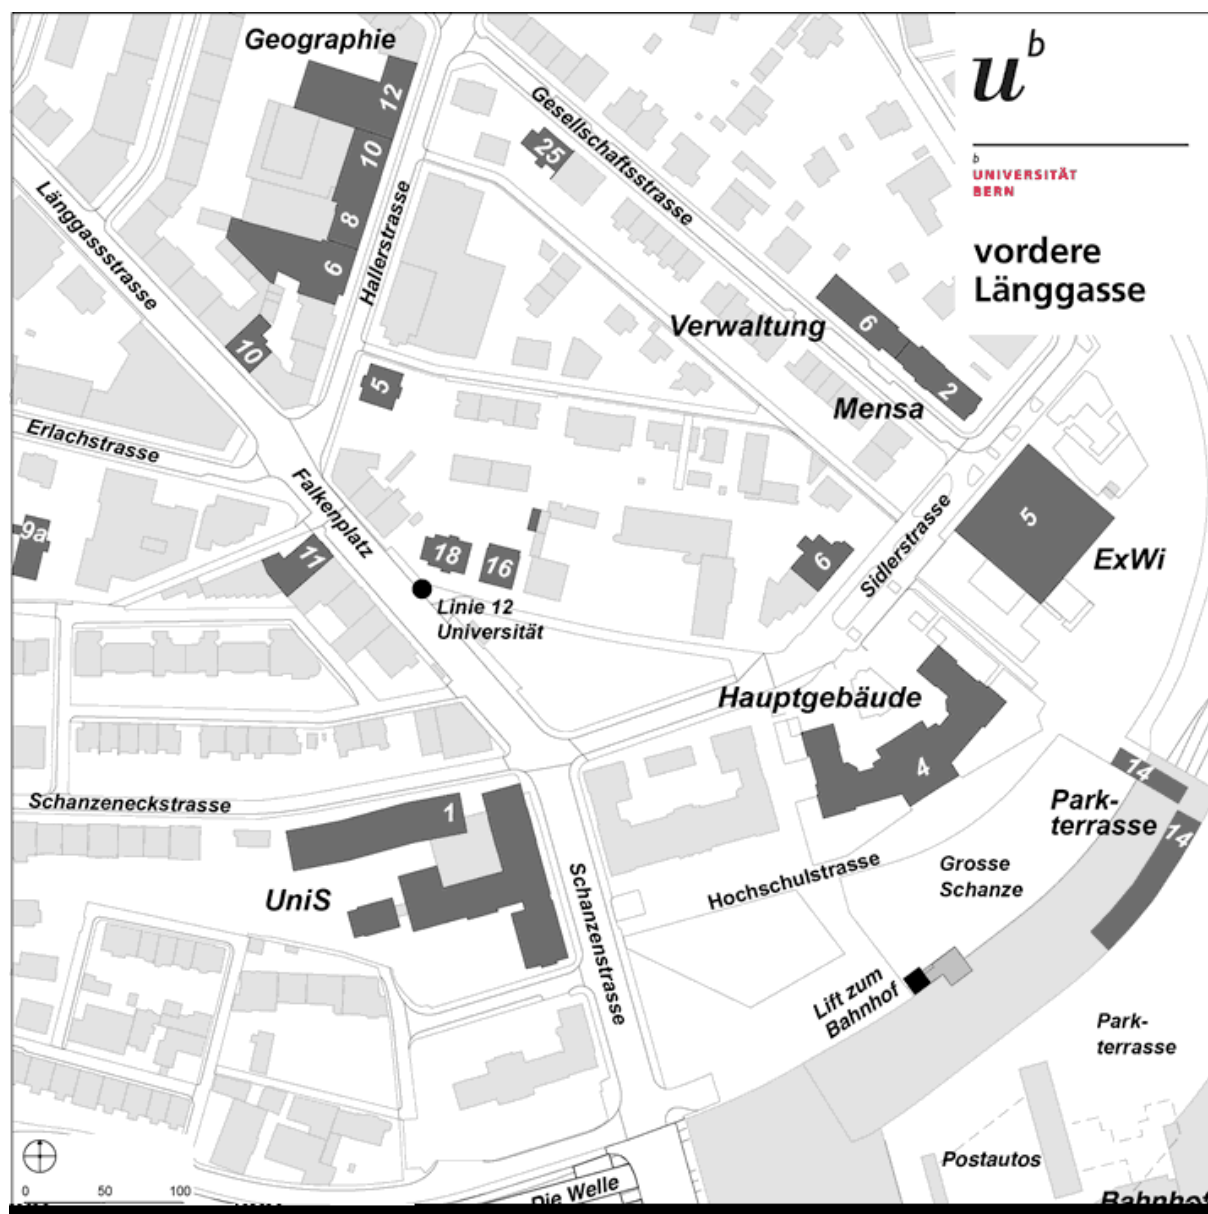 Geographie
12
10
8
6
10
Hallerstrasse
Länggassstrasse
Gesellschaftsstrasse
25
u^b
b
UNIVERSITÄT
BERN
vordere
Länggasse
Verwaltung
6
2
Mensa
5
Erlachstrasse
Falkenplatz
9a
11
18
16
Linie 12
Universität
6
Sidlerstrasse
5
ExWi
Hauptgebäude
4
14
Park-
terrasse
14
Schanzeneckstrasse
1
UniS
Schanzenstrasse
Hochschulstrasse
Grosse
Schanze
Lift zum
Bahnhof
Park-
terrasse
Postautos
Die Welle
Bahnhof
0 50 100